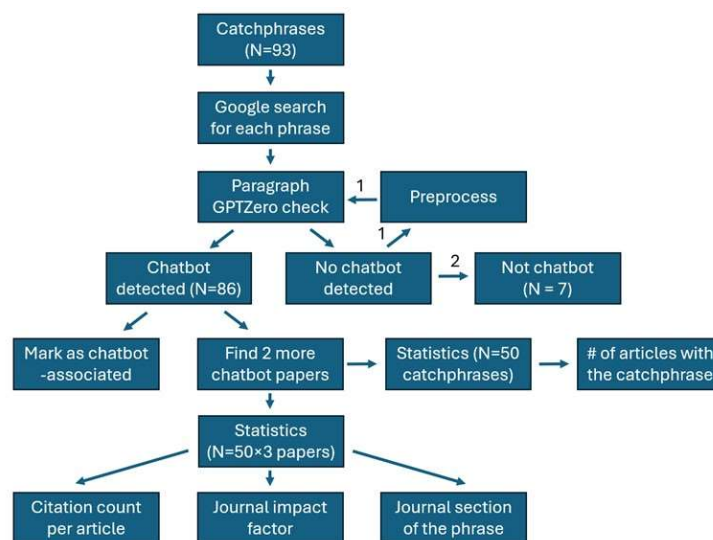 Catchphrases
(N=93)
Google search
for each phrase
Paragraph
GPTZero check
1
Preprocess
1
Chatbot
detected (N=86)
No chatbot
detected
2
Not chatbot
(N = 7)
Mark as chatbot
-associated
Find 2 more
chatbot papers
Statistics (N=50
catchphrases)
# of articles with
the catchphrase
Statistics
(N=50×3 papers)
Citation count
per article
Journal impact
factor
Journal section
of the phrase